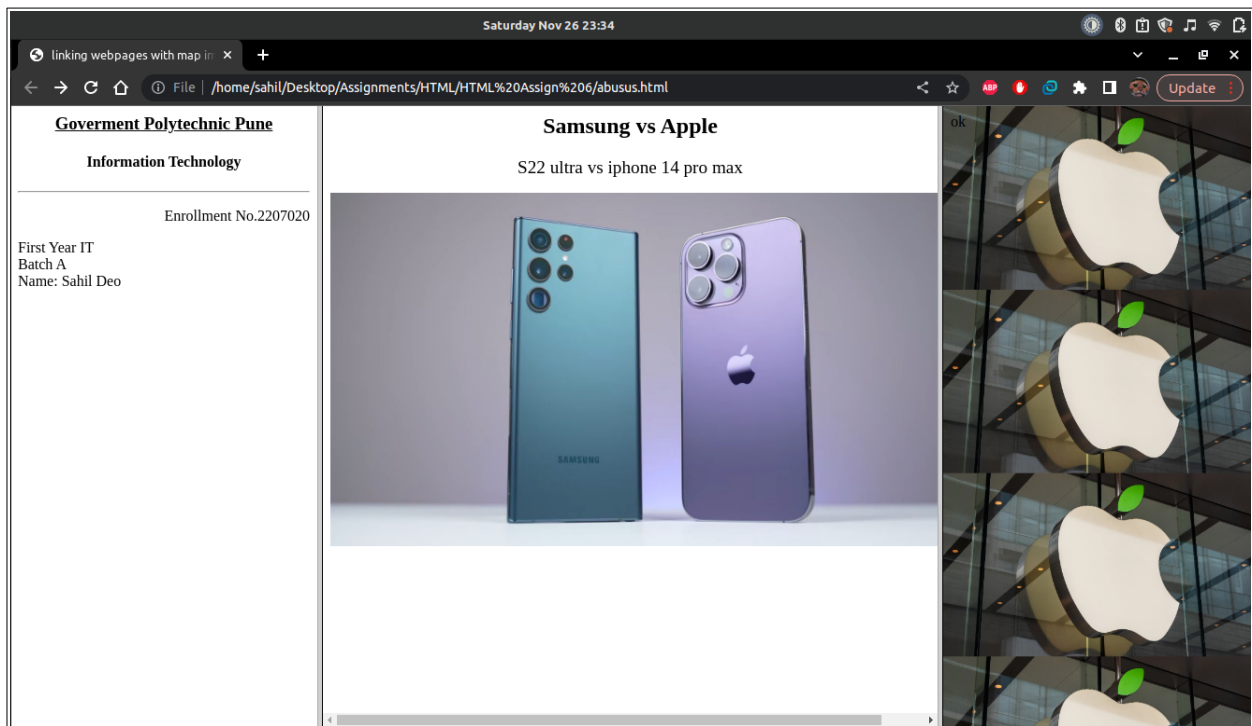 Saturday Nov 26 23:34
linking webpages with map in
File | /home/sahil/Desktop/Assignments/HTML/HTML%20Assign%206/abusus.html
ABP
Update
Goverment Polytechnic Pune
Information Technology
Enrollment No.2207020
First Year IT
Batch A
Name: Sahil Deo
Samsung vs Apple
S22 ultra vs iphone 14 pro max
SAMSUNG
ok